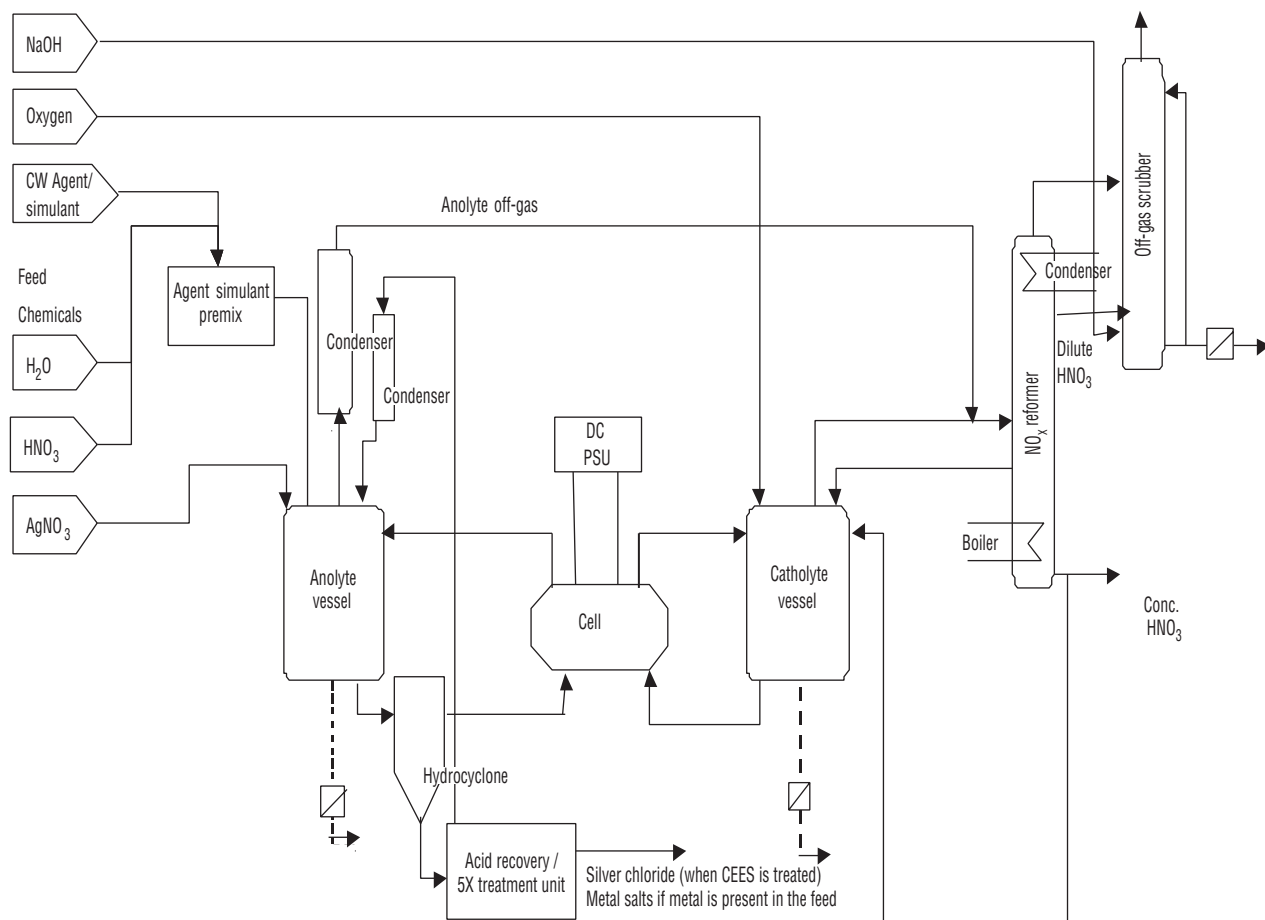 NaOH
Oxygen
CW Agent/
simulant
Feed
Chemicals
H2O
HNO3
AgNO3
Agent simulant
premix
Anolyte off-gas
Condenser
Condenser
DC
PSU
Anolyte
vessel
Cell
Catholyte
vessel
Hydrocyclone
Acid recovery /
5X treatment unit
Silver chloride (when CEES is treated)
Metal salts if metal is present in the feed
Condenser
NOx reformer
Boiler
Off-gas scrubber
Dilute
HNO3
Conc.
HNO3